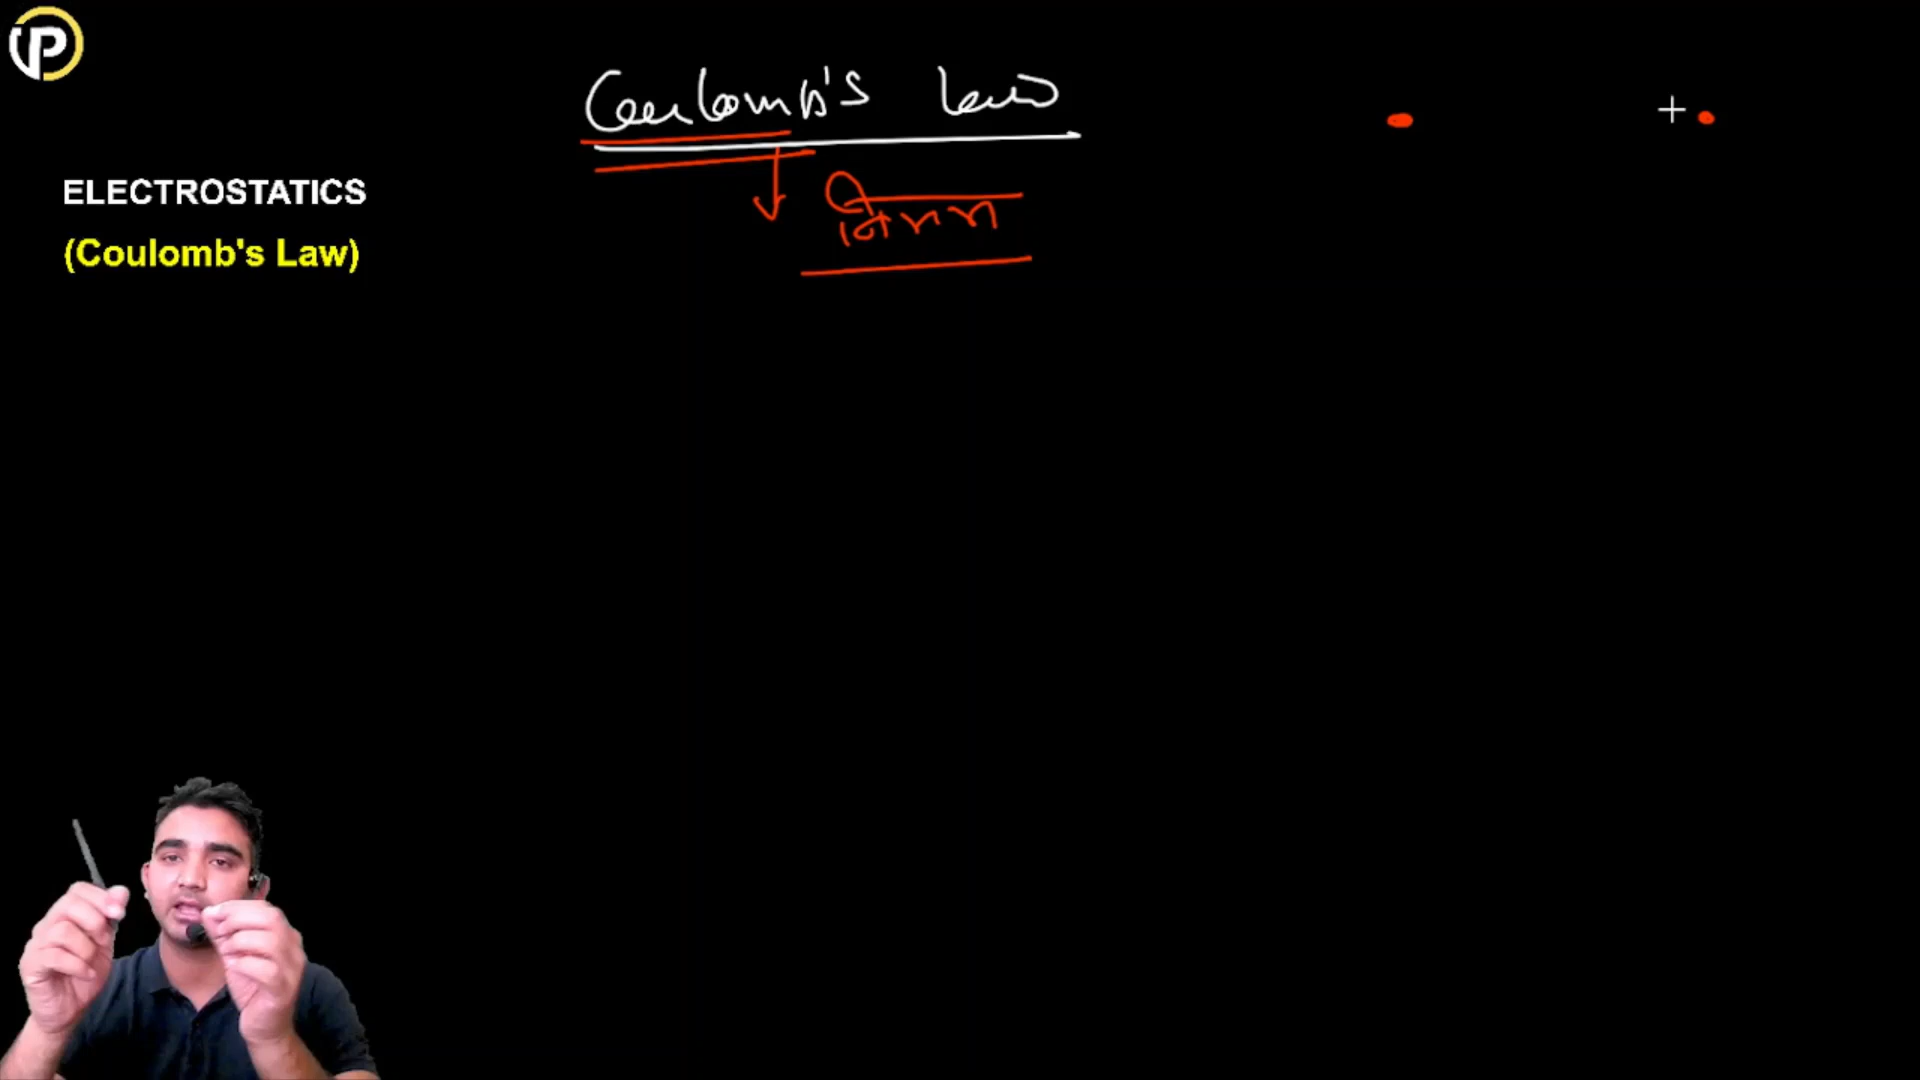 Coulomb's law
नियम
ELECTROSTATICS
(Coulomb's Law)